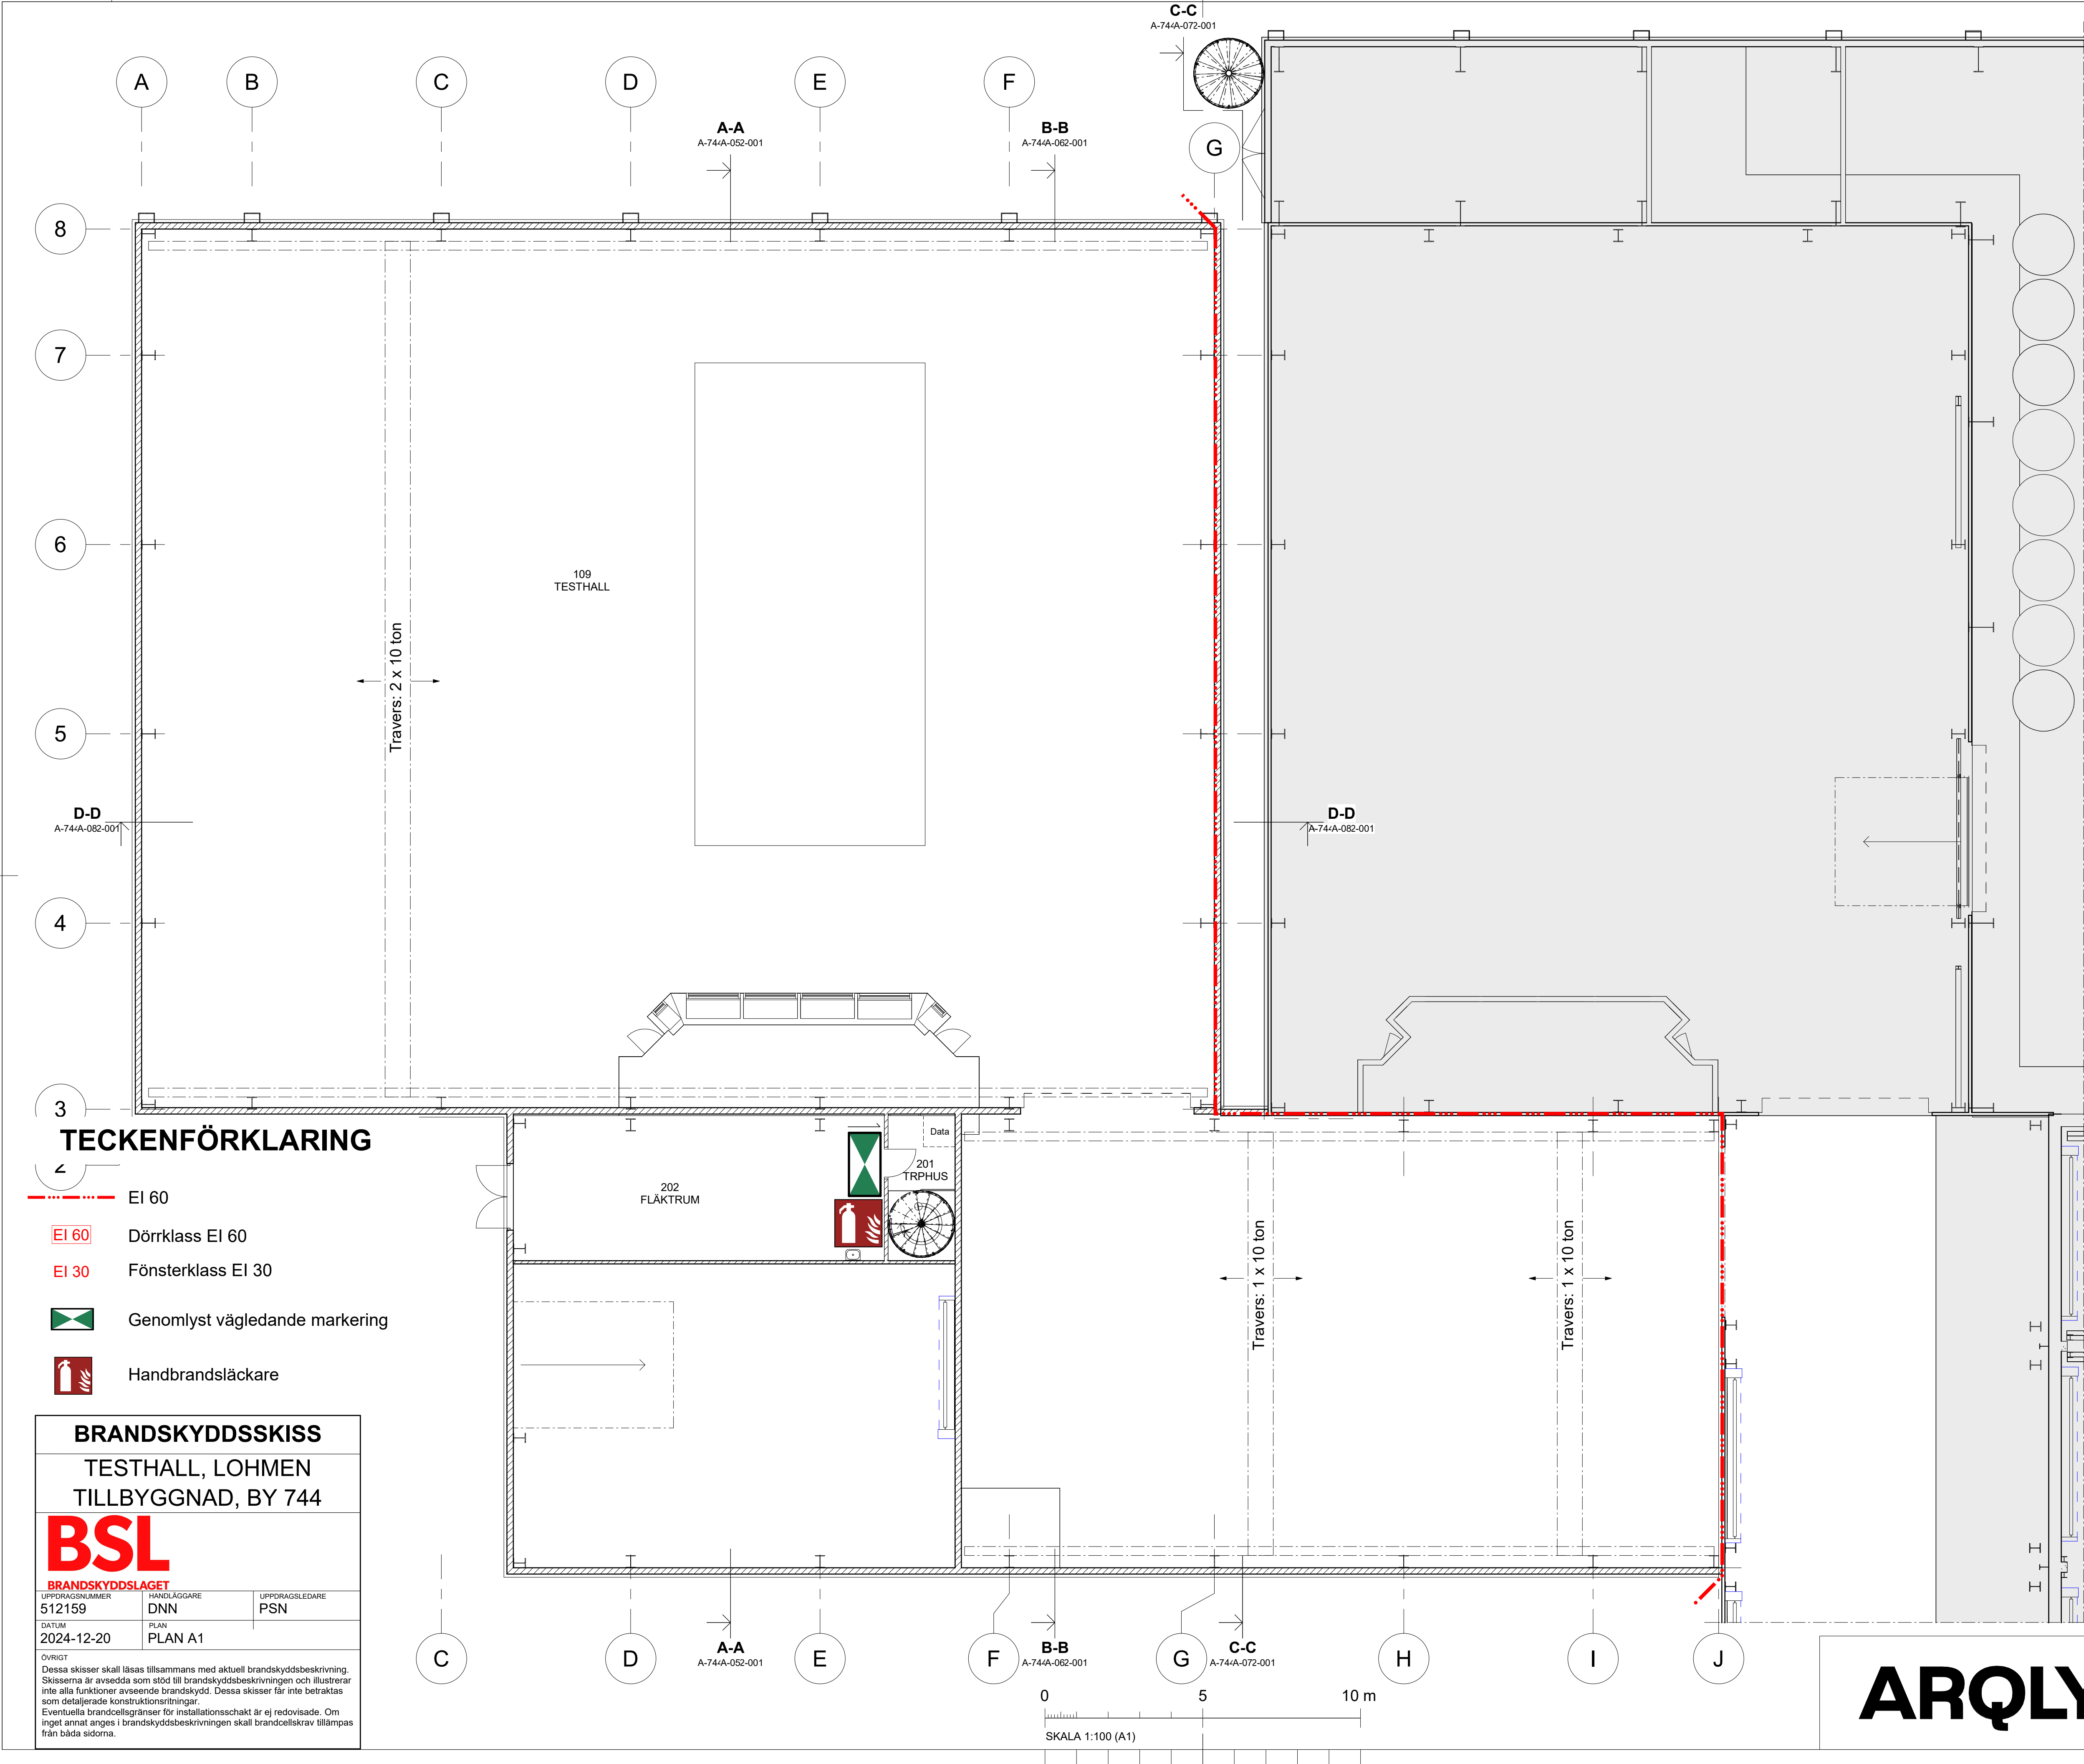 C-C
A-74‹A-072-001
A
B
C
D
E
F
G
A-A
A-74‹A-052-001
B-B
A-74‹A-062-001
8
7
6
5
4
3
2
109
TESTHALL
Travers: 2 x 10 ton
D-D
A-74‹A-082-001
D-D
A-74‹A-082-001
Data
201
TRPHUS
202
FLÄKTRUM
Travers: 1 x 10 ton
Travers: 1 x 10 ton
TECKENFÖRKLARING
EI 60
EI 60 Dörrklass EI 60
EI 30 Fönsterklass EI 30
Genomlyst vägledande markering
Handbrandsläckare
BRANDSKYDDSSKISS
TESTHALL, LOHMEN
TILLBYGGNAD, BY 744
BSL
BRANDSKYDDSLAGET
UPPDRAGSNUMMER HANDLÄGGARE UPPDRAGSLEDARE
512159 DNN PSN
DATUM PLAN
2024-12-20 PLAN A1
ÖVRIGT
Dessa skisser skall läsas tillsammans med aktuell brandskyddsbeskrivning.
Skisserna är avsedda som stöd till brandskyddsbeskrivningen och illustrerar
inte alla funktioner avseende brandskydd. Dessa skisser får inte betraktas
som detaljerade konstruktionsritningar.
Eventuella brandcellsgränser för installationsschakt är ej redovisade. Om
inget annat anges i brandskyddsbeskrivningen skall brandcellskrav tillämpas
från båda sidorna.
C
D
A-A
A-74‹A-052-001
E
F
B-B
A-74‹A-062-001
G
C-C
A-74‹A-072-001
H
I
J
0 5 10 m
SKALA 1:100 (A1)
ARQLY